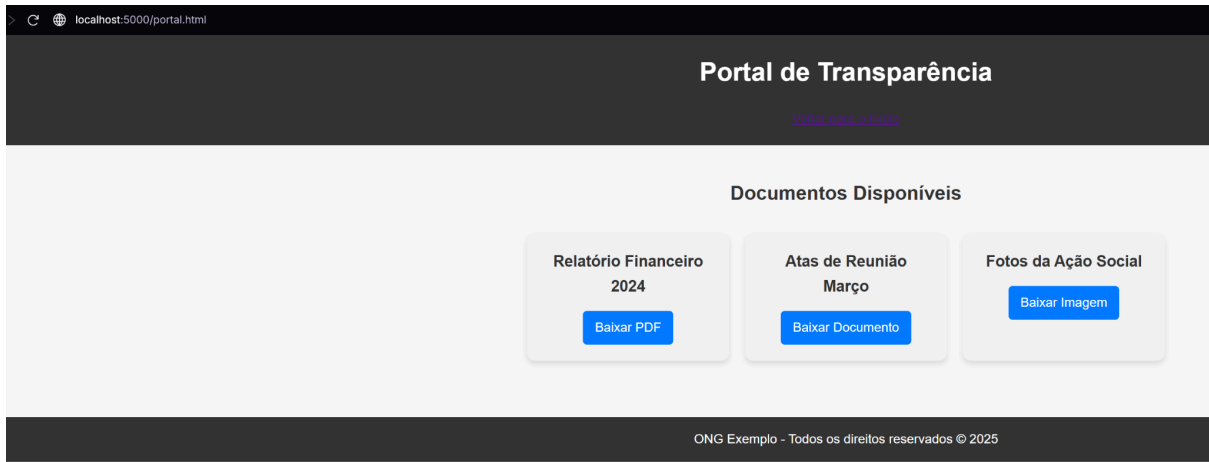 localhost:5000/portal.html
Portal de Transparência
Documentos Disponíveis
Relatório Financeiro
2024
Baixar PDF
Atas de Reunião
Março
Baixar Documento
Fotos da Ação Social
Baixar Imagem
ONG Exemplo - Todos os direitos reservados © 2025